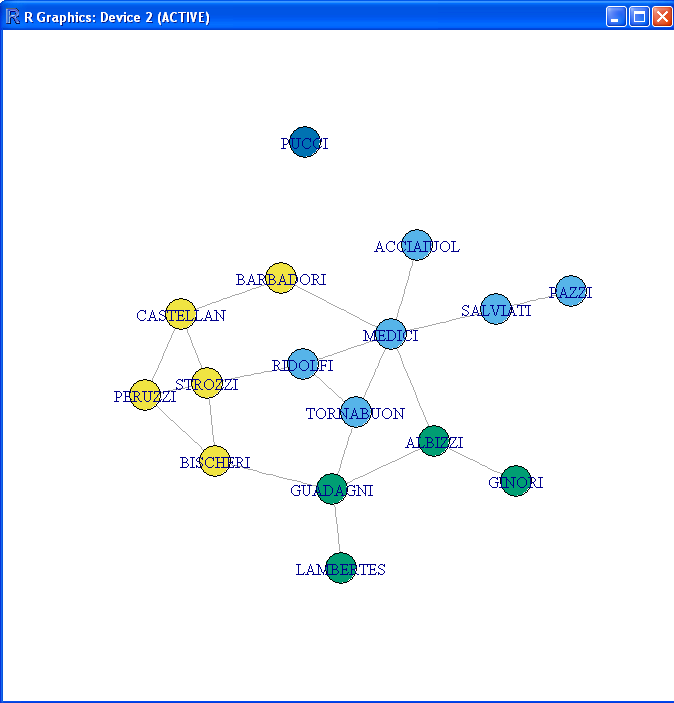 R Graphics: Device 2 (ACTIVE)
PUCCI
ACCIAIUOL
BARBADORI
PAZZI
SALVIATI
CASTELLAN
MEDICI
RIDOLFI
STROZZI
PERUZZI
TORNABUON
ALBIZZI
BISCHERI
GINORI
GUADAGNI
LAMBERTES